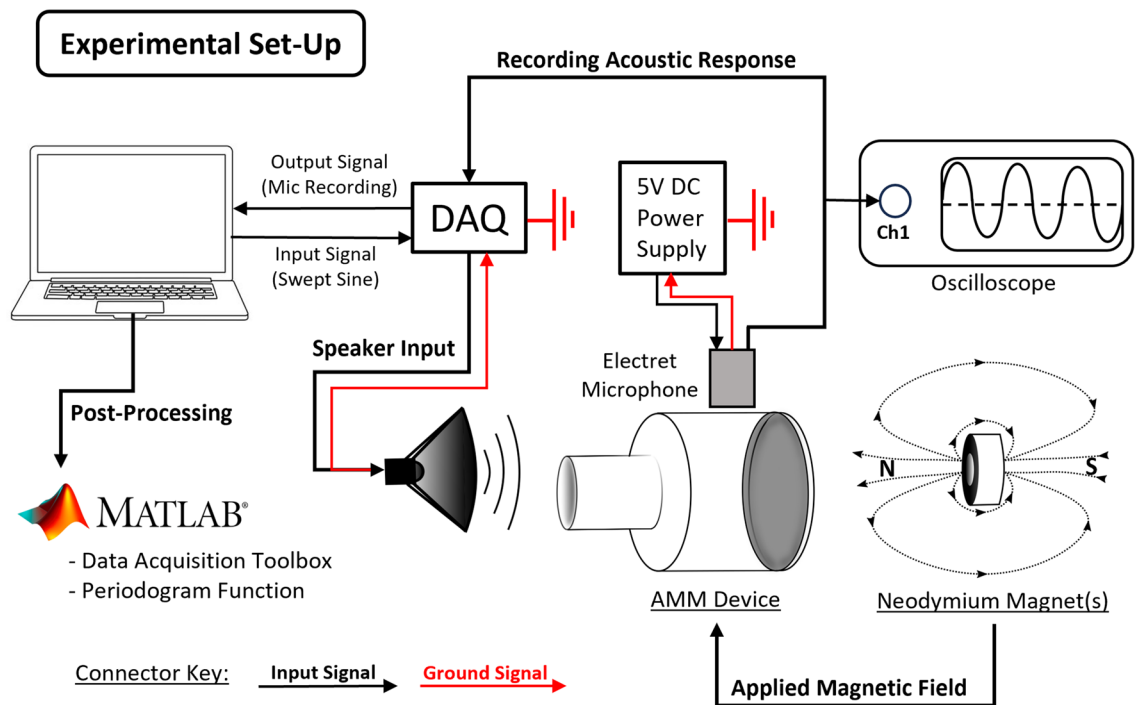 Experimental Set-Up
Recording Acoustic Response
Output Signal
(Mic Recording)
DAQ
Input Signal
(Swept Sine)
5V DC
Power
Supply
Ch1
Oscilloscope
Speaker Input
Electret
Microphone
Post-Processing
N
S
MATLAB®
- Data Acquisition Toolbox
- Periodogram Function
AMM Device
Neodymium Magnet(s)
Connector Key:
Input Signal
Ground Signal
Applied Magnetic Field